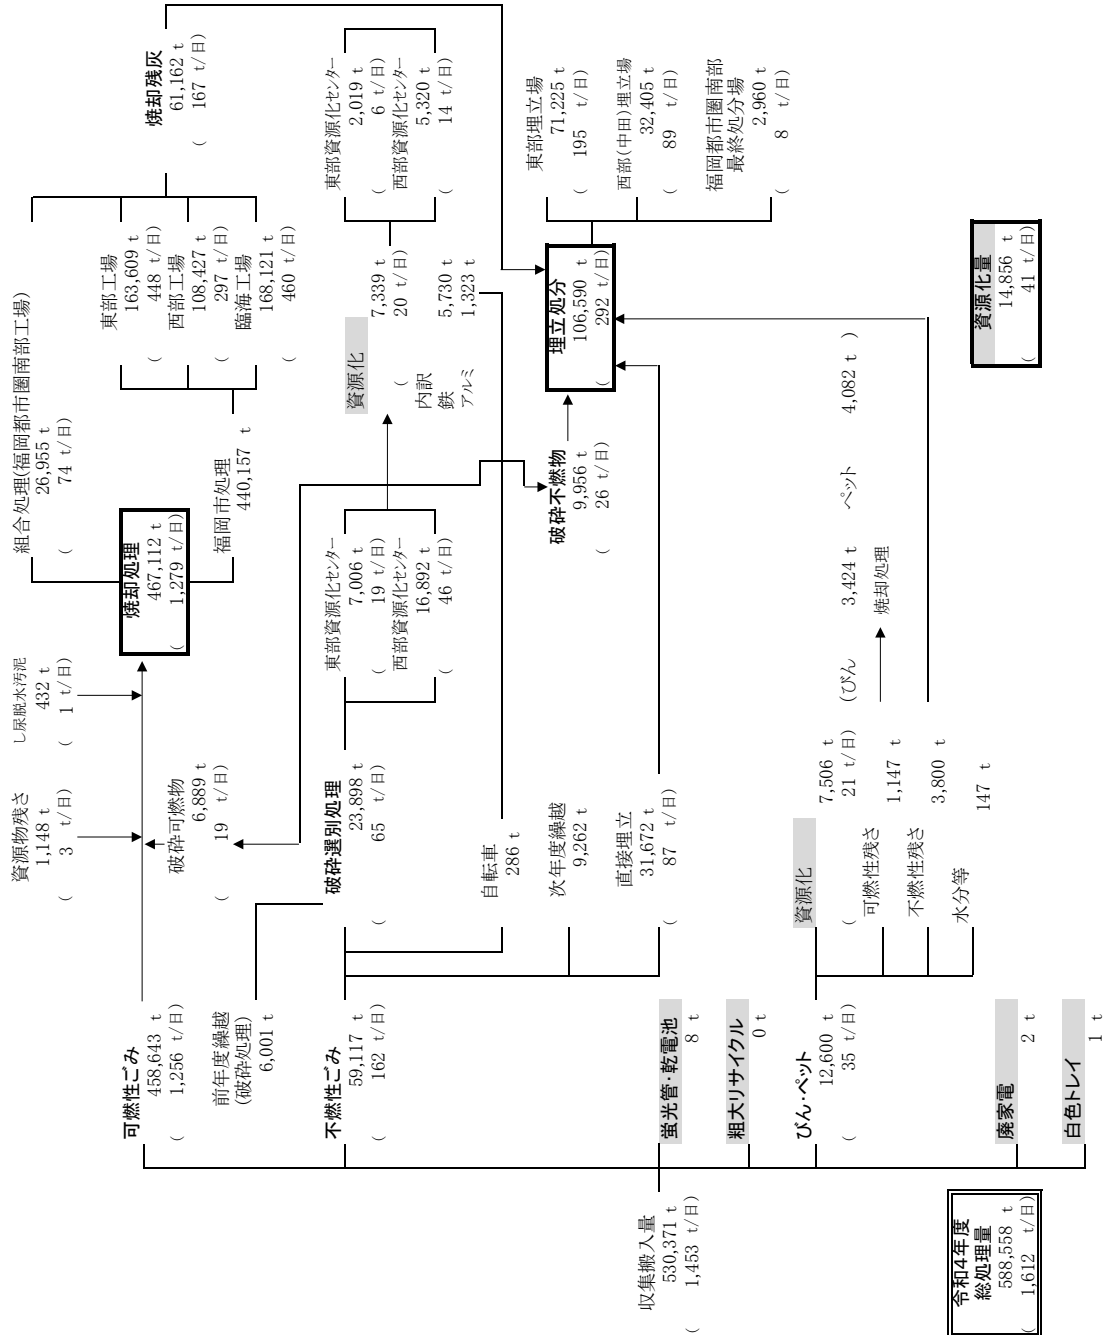 令和4年度
総処理量
588,558 t
( 1,612 t/日)
収集搬入量
530,371 t
( 1,453 t/日)
可燃性ごみ
458,643 t
( 1,256 t/日)
前年度繰越
(破砕処理)
6,001 t
不燃性ごみ
59,117 t
( 162 t/日)
蛍光管・乾電池
8 t
粗大リサイクル
0 t
びん・ペット
12,600 t
( 35 t/日)
廃家電
2 t
白色トレイ
1 t
資源物残さ
1,148 t
( 3 t/日)
し尿脱水汚泥
432 t
( 1 t/日)
破砕可燃物
6,889 t
( 19 t/日)
破砕選別処理
23,898 t
( 65 t/日)
自転車
286 t
次年度繰越
9,262 t
直接埋立
31,672 t
( 87 t/日)
資源化
7,506 t (びん 3,424 t ペット 4,082 t )
( 21 t/日)
可燃性残さ 1,147 t 焼却処理
不燃性残さ 3,800 t
水分等 147 t
焼却処理
467,112 t
( 1,279 t/日)
組合処理(福岡都市圏南部工場)
26,955 t
( 74 t/日)
福岡市処理
440,157 t
東部工場
163,609 t
( 448 t/日)
西部工場
108,427 t
( 297 t/日)
臨海工場
168,121 t
( 460 t/日)
焼却残灰
61,162 t
( 167 t/日)
東部資源化センター
7,006 t
( 19 t/日)
西部資源化センター
16,892 t
( 46 t/日)
資源化
7,339 t
( 20 t/日)
内訳
鉄 5,730 t
アルミ 1,323 t
東部資源化センター
2,019 t
( 6 t/日)
西部資源化センター
5,320 t
( 14 t/日)
破砕不燃物
9,956 t
( 26 t/日)
埋立処分
106,590 t
( 292 t/日)
東部埋立場
71,225 t
( 195 t/日)
西部(中田)埋立場
32,405 t
( 89 t/日)
福岡都市圏南部
最終処分場
2,960 t
( 8 t/日)
資源化量
14,856 t
( 41 t/日)